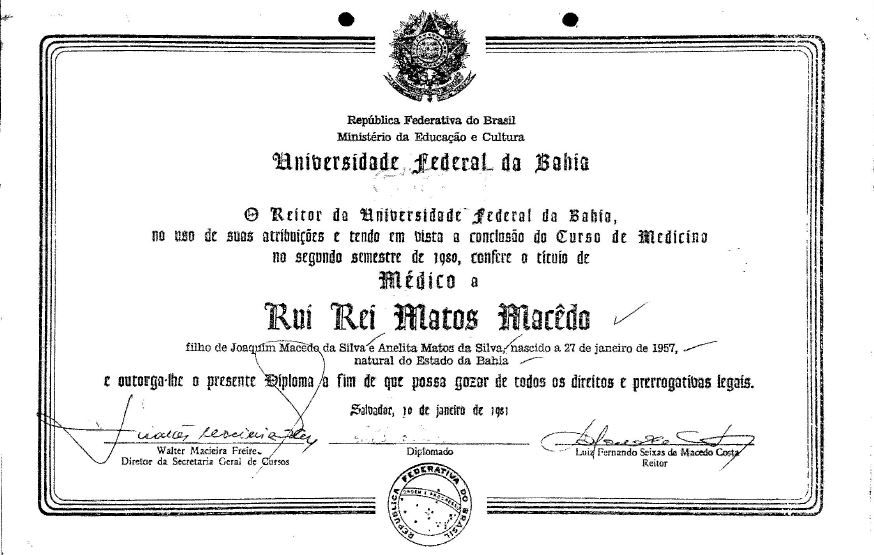 República Federativa do Brasil
Ministério da Educação e Cultura
Universidade Federal da Bahia
O Reitor da Universidade Federal da Bahia,
no uso de suas atribuições e tendo em vista a conclusão do Curso de Medicina
no segundo semestre de 1980, confere o título de
Médico a
Rui Rei Matos Macêdo
filho de Joaquim Macedo da Silva e Anelita Matos da Silva, nascido a 27 de janeiro de 1957,
natural do Estado da Bahia
e outorga-lhe o presente Diploma a fim de que possa gozar de todos os direitos e prerrogativas legais.
Salvador, 10 de janeiro de 1981
Walter Macieira Freire
Diretor da Secretaria Geral de Cursos
Diplomado
Luiz Fernando Seixas de Macedo Costa
Reitor
REPUBLICA FEDERATIVA DO BRASIL
ORDEM E PROGRESSO